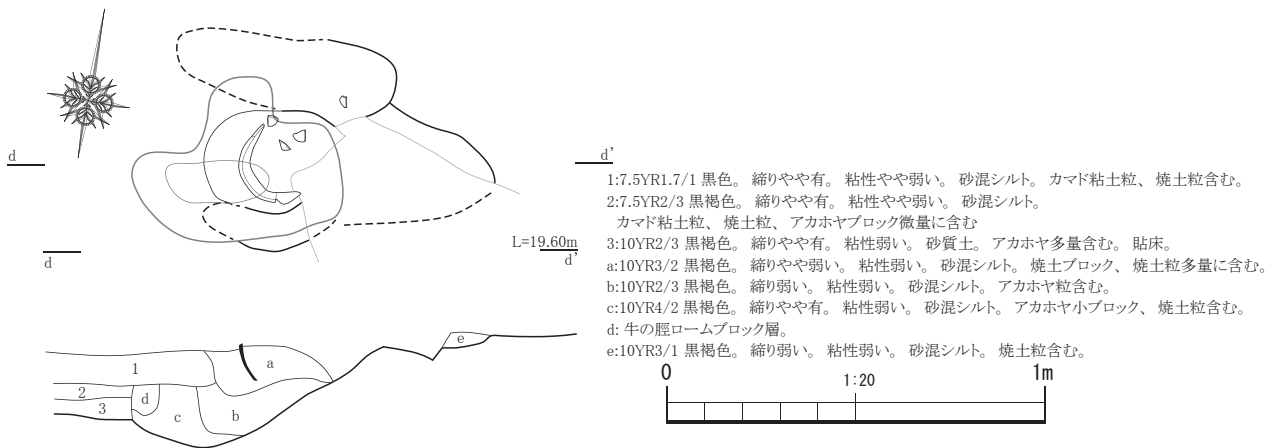 d
d'
1:7.5YR1.7/1 黒色。 締りやや有。 粘性やや弱い。 砂混シルト。 カマド粘土粒、 焼土粒含む。
2:7.5YR2/3 黒褐色。 締りやや有。 粘性やや弱い。 砂混シルト。
カマド粘土粒、 焼土粒、 アカホヤブロック微量に含む
3:10YR2/3 黒褐色。 締りやや有。 粘性弱い。 砂質土。 アカホヤ多量含む。 貼床。
a:10YR3/2 黒褐色。 締りやや弱い。 粘性弱い。 砂混シルト。 焼土ブロック、 焼土粒多量に含む。
b:10YR2/3 黒褐色。 締り弱い。 粘性弱い。 砂混シルト。 アカホヤ粒含む。
c:10YR4/2 黒褐色。 締りやや有。 粘性弱い。 砂混シルト。 アカホヤ小ブロック、 焼土粒含む。
d: 牛の脛ロームブロック層。
e:10YR3/1 黒褐色。 締り弱い。 粘性弱い。 砂混シルト。 焼土粒含む。
L=19.60m
d
d'
e
1
a
2
d
3
c
b
0
1:20
1m